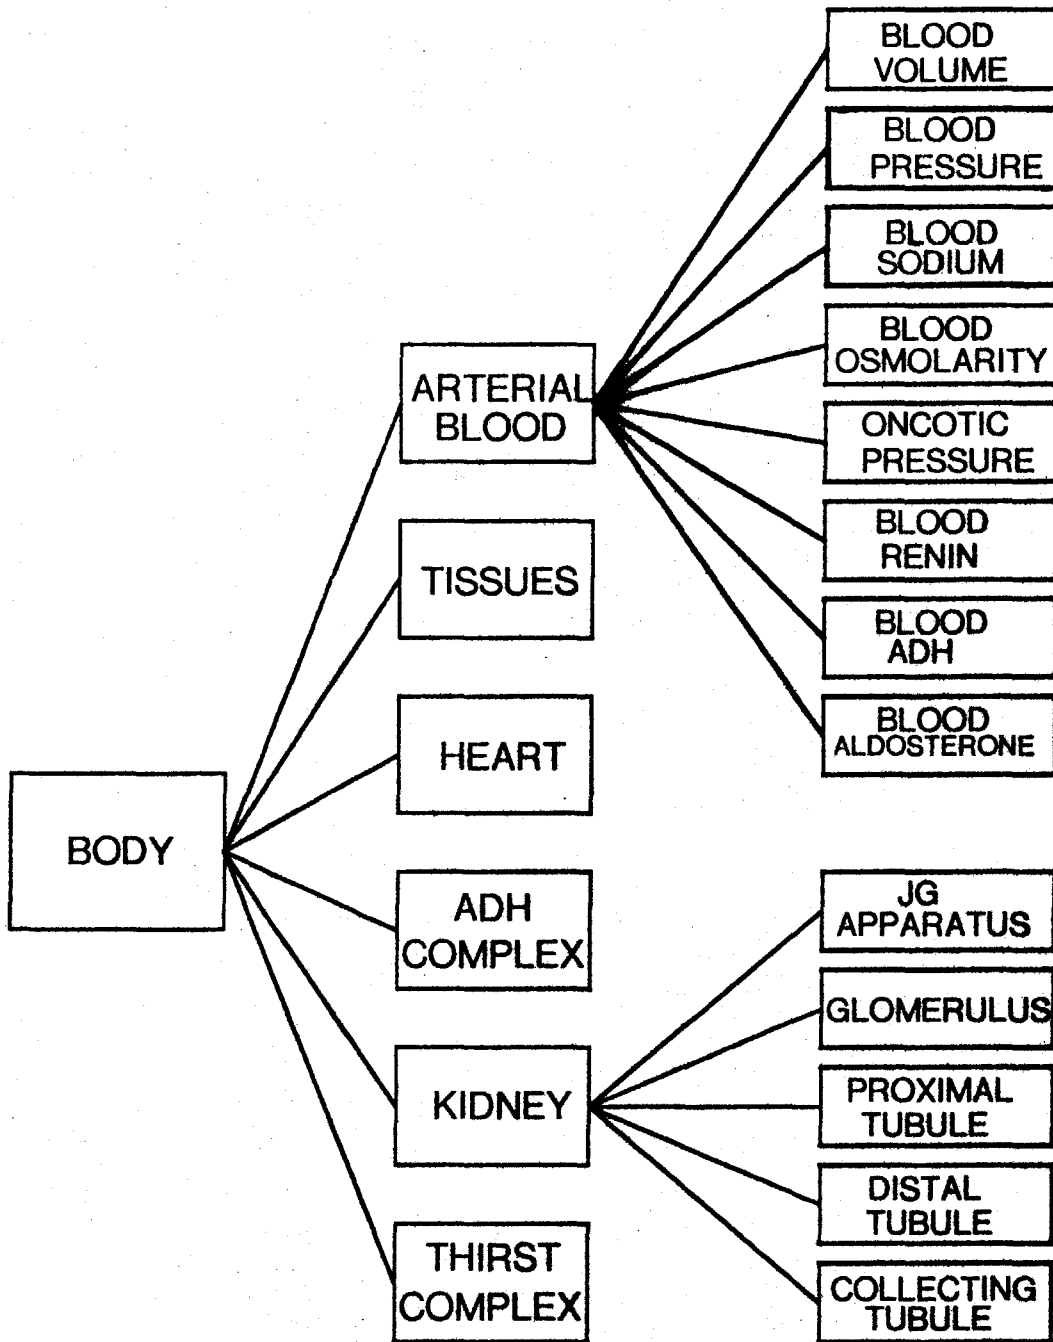 BODY
ARTERIAL
BLOOD
TISSUES
HEART
ADH
COMPLEX
KIDNEY
THIRST
COMPLEX
BLOOD
VOLUME
BLOOD
PRESSURE
BLOOD
SODIUM
BLOOD
OSMOLARITY
ONCOTIC
PRESSURE
BLOOD
RENIN
BLOOD
ADH
BLOOD
ALDOSTERONE
JG
APPARATUS
GLOMERULUS
PROXIMAL
TUBULE
DISTAL
TUBULE
COLLECTING
TUBULE